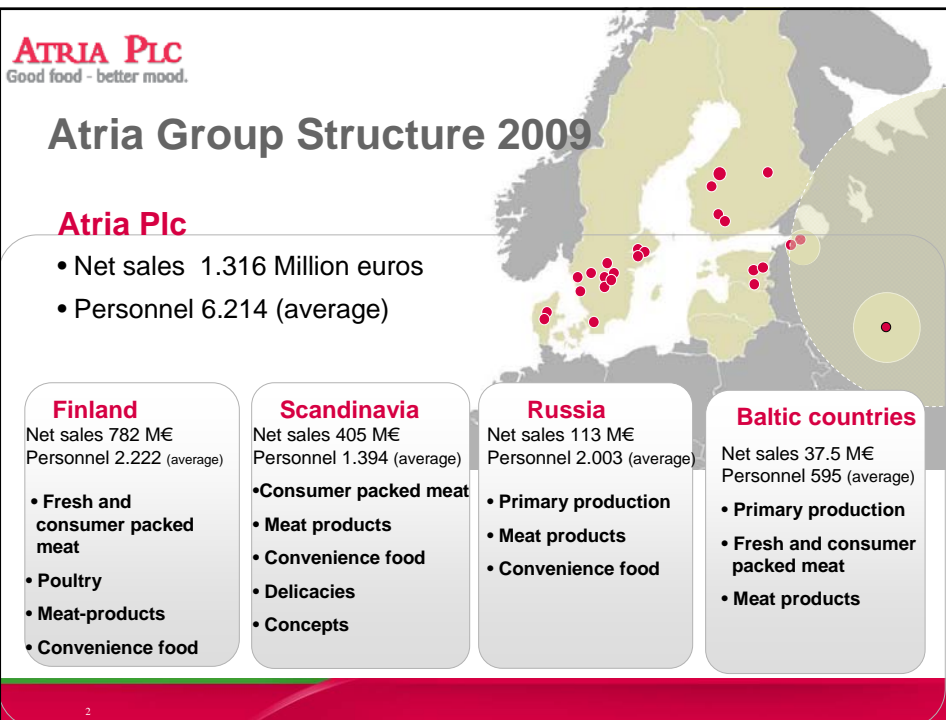 ATRIA PLC
Good food - better mood.
Atria Group Structure 2009
Atria Plc
• Net sales 1.316 Million euros
• Personnel 6.214 (average)
Finland
Net sales 782 M€
Personnel 2.222 (average)
• Fresh and
consumer packed
meat
• Poultry
• Meat-products
• Convenience food
Scandinavia
Net sales 405 M€
Personnel 1.394 (average)
•Consumer packed meat
• Meat products
• Convenience food
• Delicacies
• Concepts
Russia
Net sales 113 M€
Personnel 2.003 (average)
• Primary production
• Meat products
• Convenience food
Baltic countries
Net sales 37.5 M€
Personnel 595 (average)
• Primary production
• Fresh and consumer
packed meat
• Meat products
2